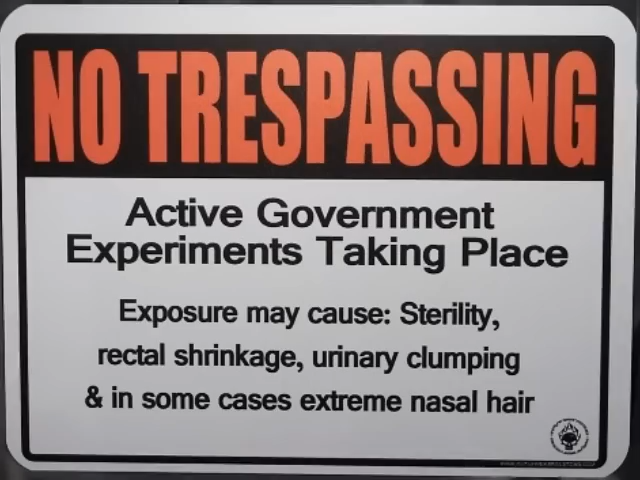 NO TRESPASSING
Active Government
Experiments Taking Place
Exposure may cause: Sterility,
rectal shrinkage, urinary clumping
& in some cases extreme nasal hair